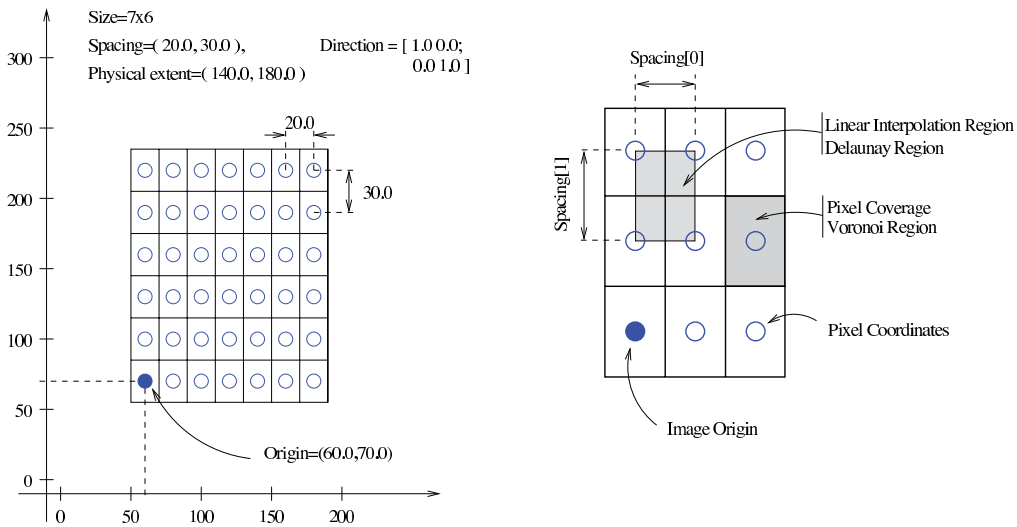 Size=7x6
Spacing=( 20.0, 30.0 ),
Physical extent=( 140.0, 180.0 )
Direction = [ 1.0 0.0;
0.0 1.0 ]
300
250
200
150
100
50
0
20.0
30.0
Origin=(60.0,70.0)
0
50
100
150
200
Spacing[0]
Spacing[1]
Linear Interpolation Region
Delaunay Region
Pixel Coverage
Voronoi Region
Pixel Coordinates
Image Origin